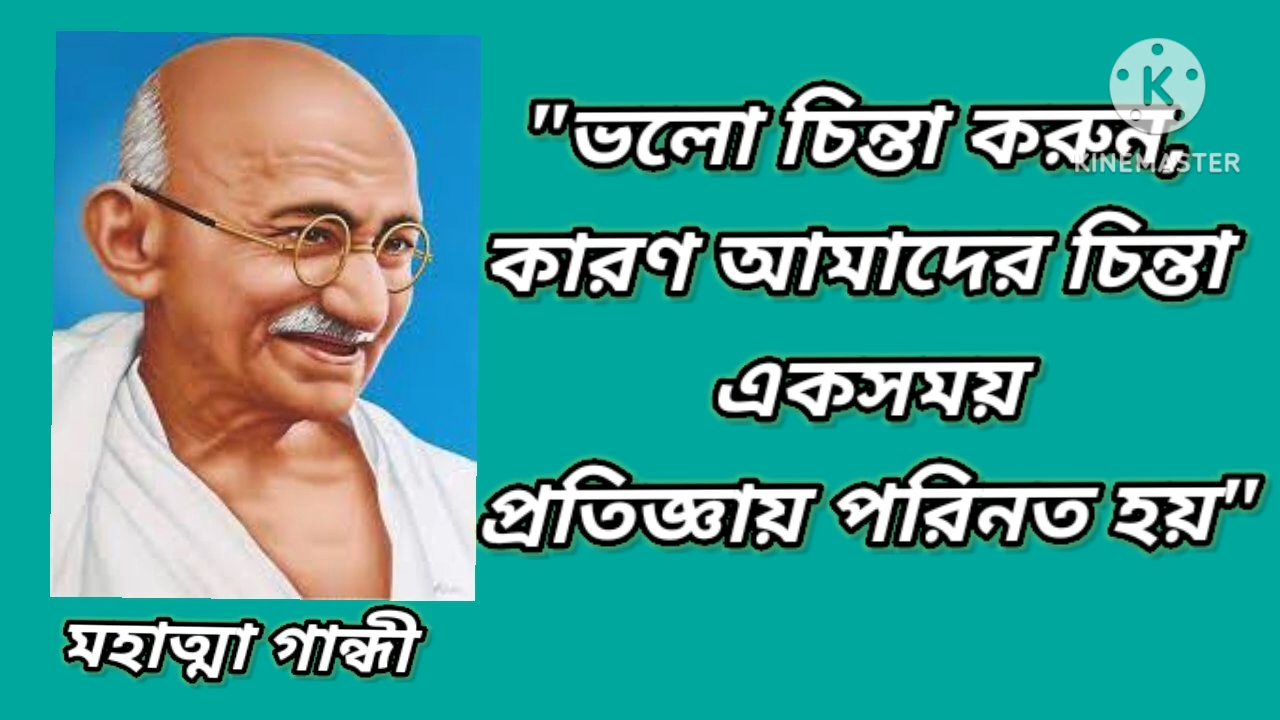 "ভলো চিন্তা করুন,
কারণ আমাদের চিন্তা
একসময়
প্রতিজ্ঞায় পরিনত হয়"
মহাত্মা গান্ধী
K
KINEMASTER